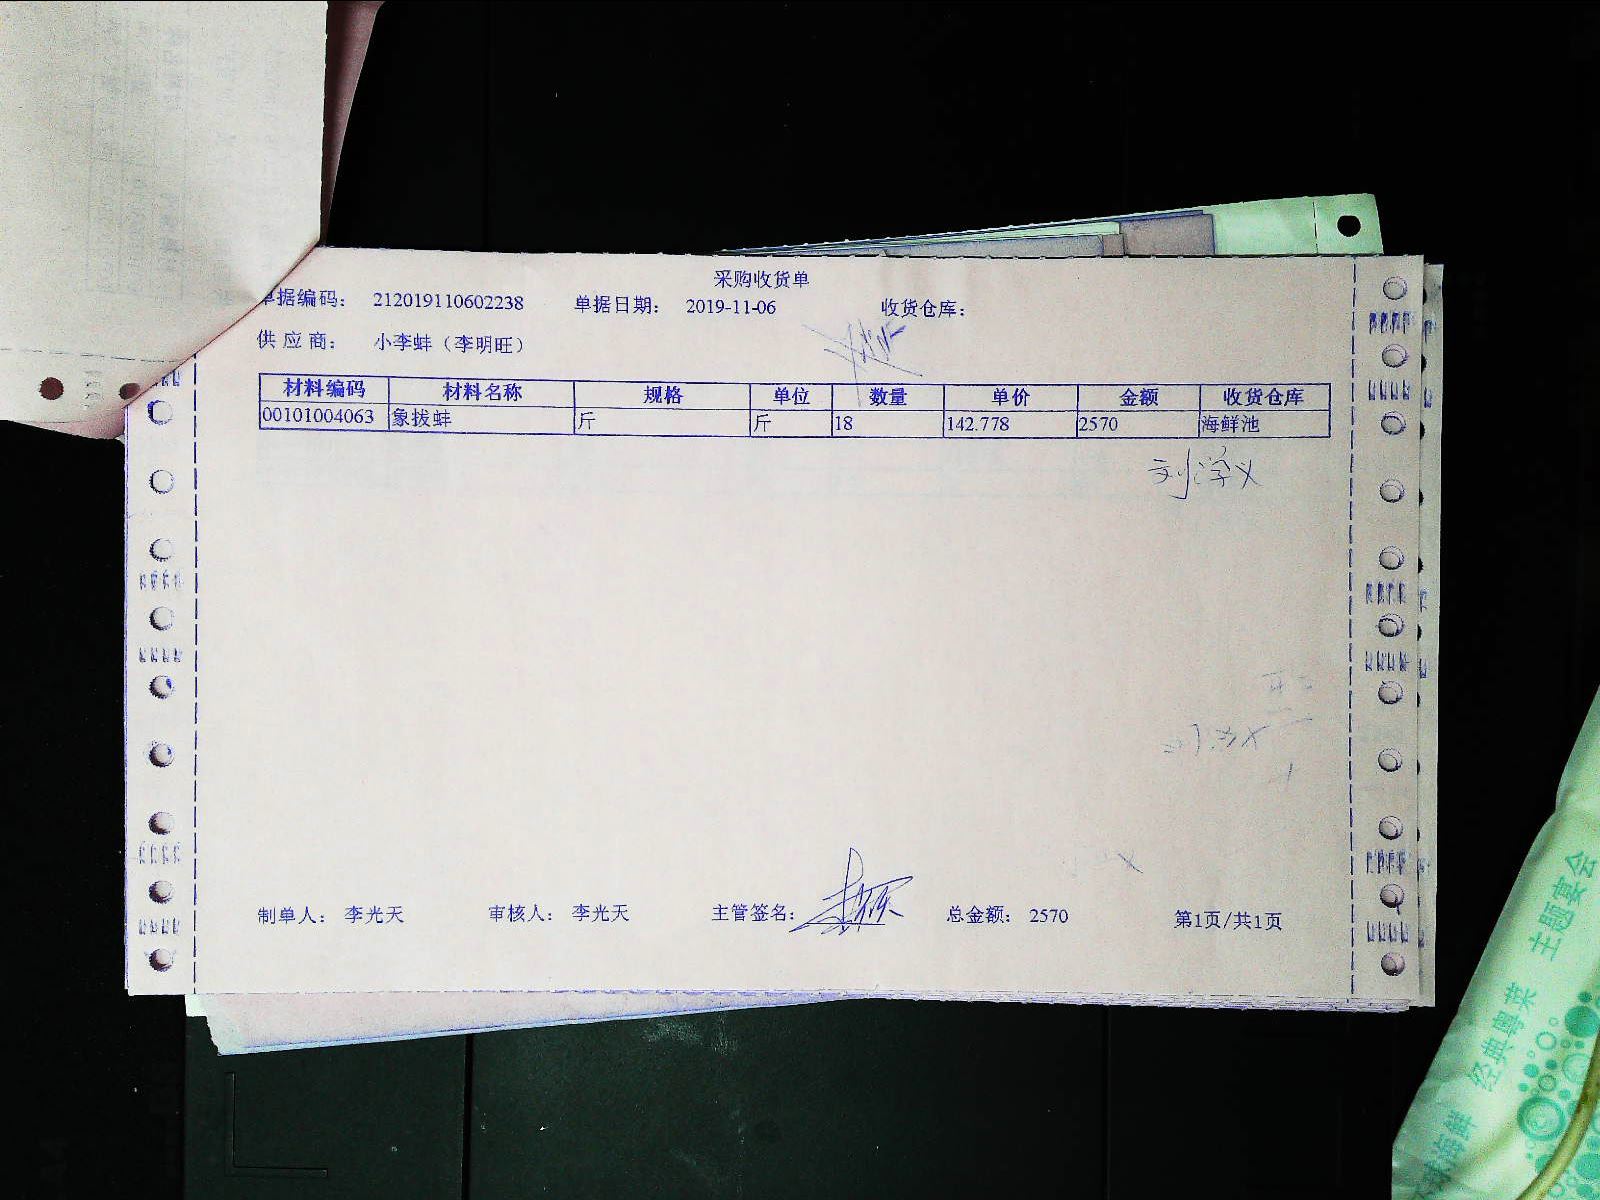 采购收货单
单据编码： 212019110602238 单据日期： 2019-11-06 收货仓库：
供应商： 小李蚌（李明旺）
材料编码 材料名称 规格 单位 数量 单价 金额 收货仓库
00101004063 象拔蚌 斤 斤 18 142.778 2570 海鲜池
刘学义
制单人： 李光天 审核人： 李光天 主管签名： 总金额： 2570 第1页/共1页
主题宴会
经典粤菜
海鲜